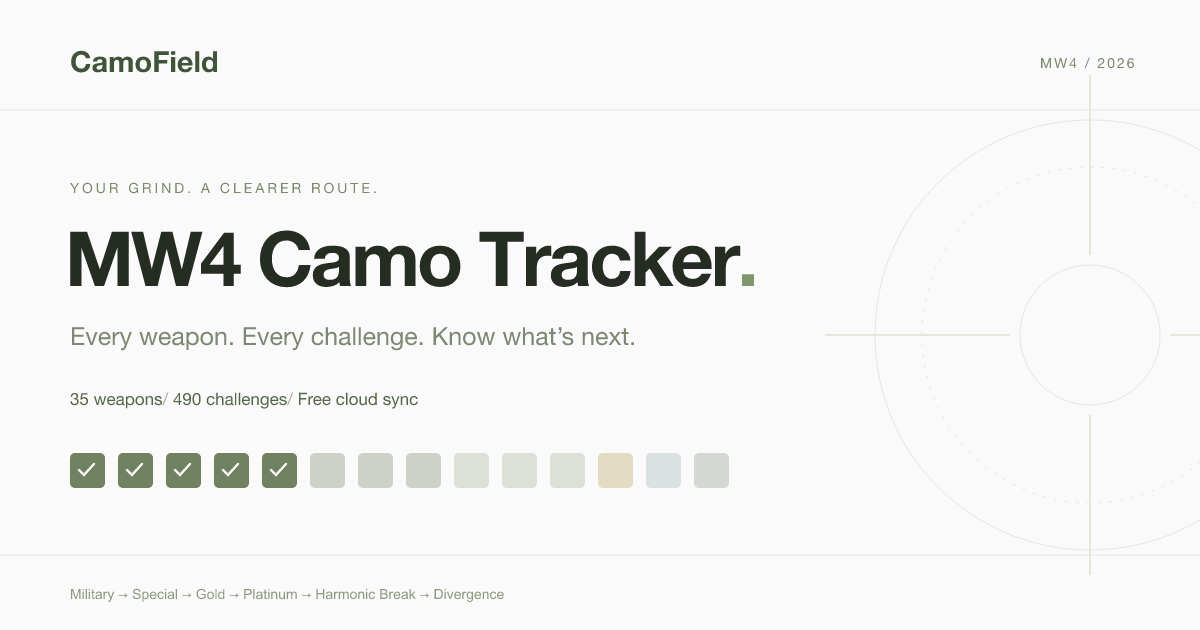 CamoField
MW4 / 2026
YOUR GRIND. A CLEARER ROUTE.
MW4 Camo Tracker.
Every weapon. Every challenge. Know what’s next.
35 weapons/ 490 challenges/ Free cloud sync
Military → Special → Gold → Platinum → Harmonic Break → Divergence